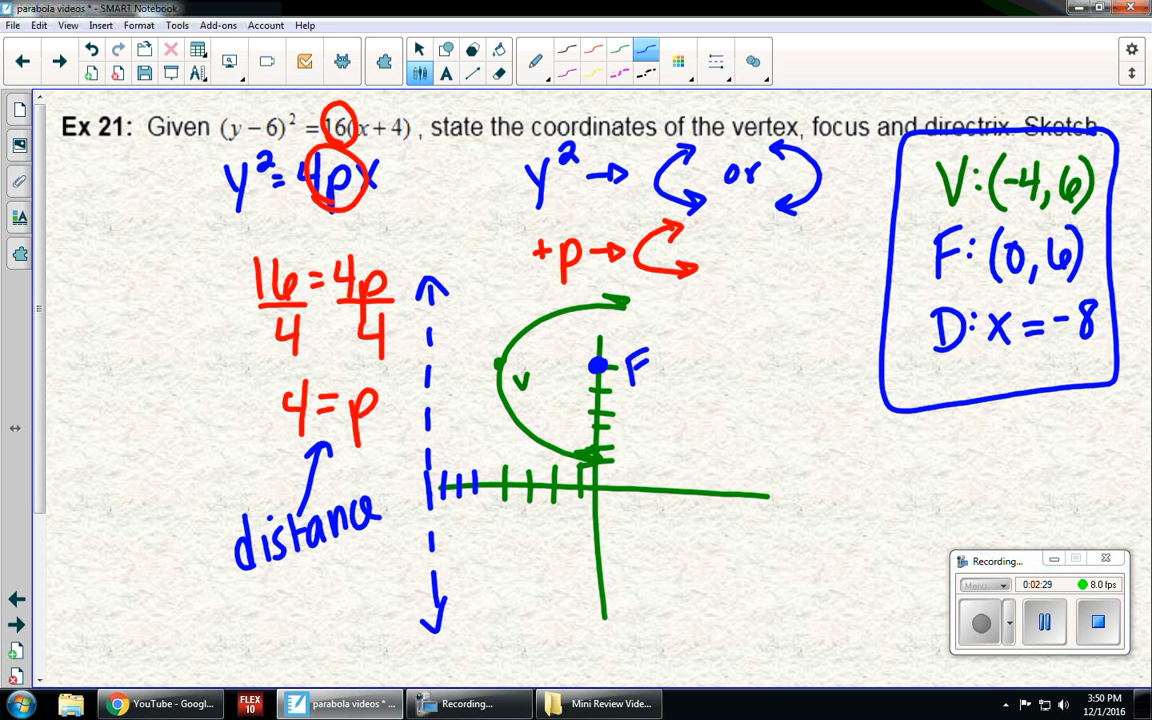 parabola videos * - SMART Notebook
File Edit View Insert Format Tools Add-ons Account Help
Ex 21: Given (y − 6)² = 16(x + 4) , state the coordinates of the vertex, focus and directrix. Sketch.
y² = 4px
y² → or
V: (-4, 6)
+p →
F: (0, 6)
16 = 4p
4 4
D: x = -8
F
V
4 = p
distance
Recording...
Menu
0:02:29
8.0 fps
YouTube - Googl...
FLEX 10
parabola videos * ...
Recording...
Mini Review Vide...
3:50 PM
12/1/2016